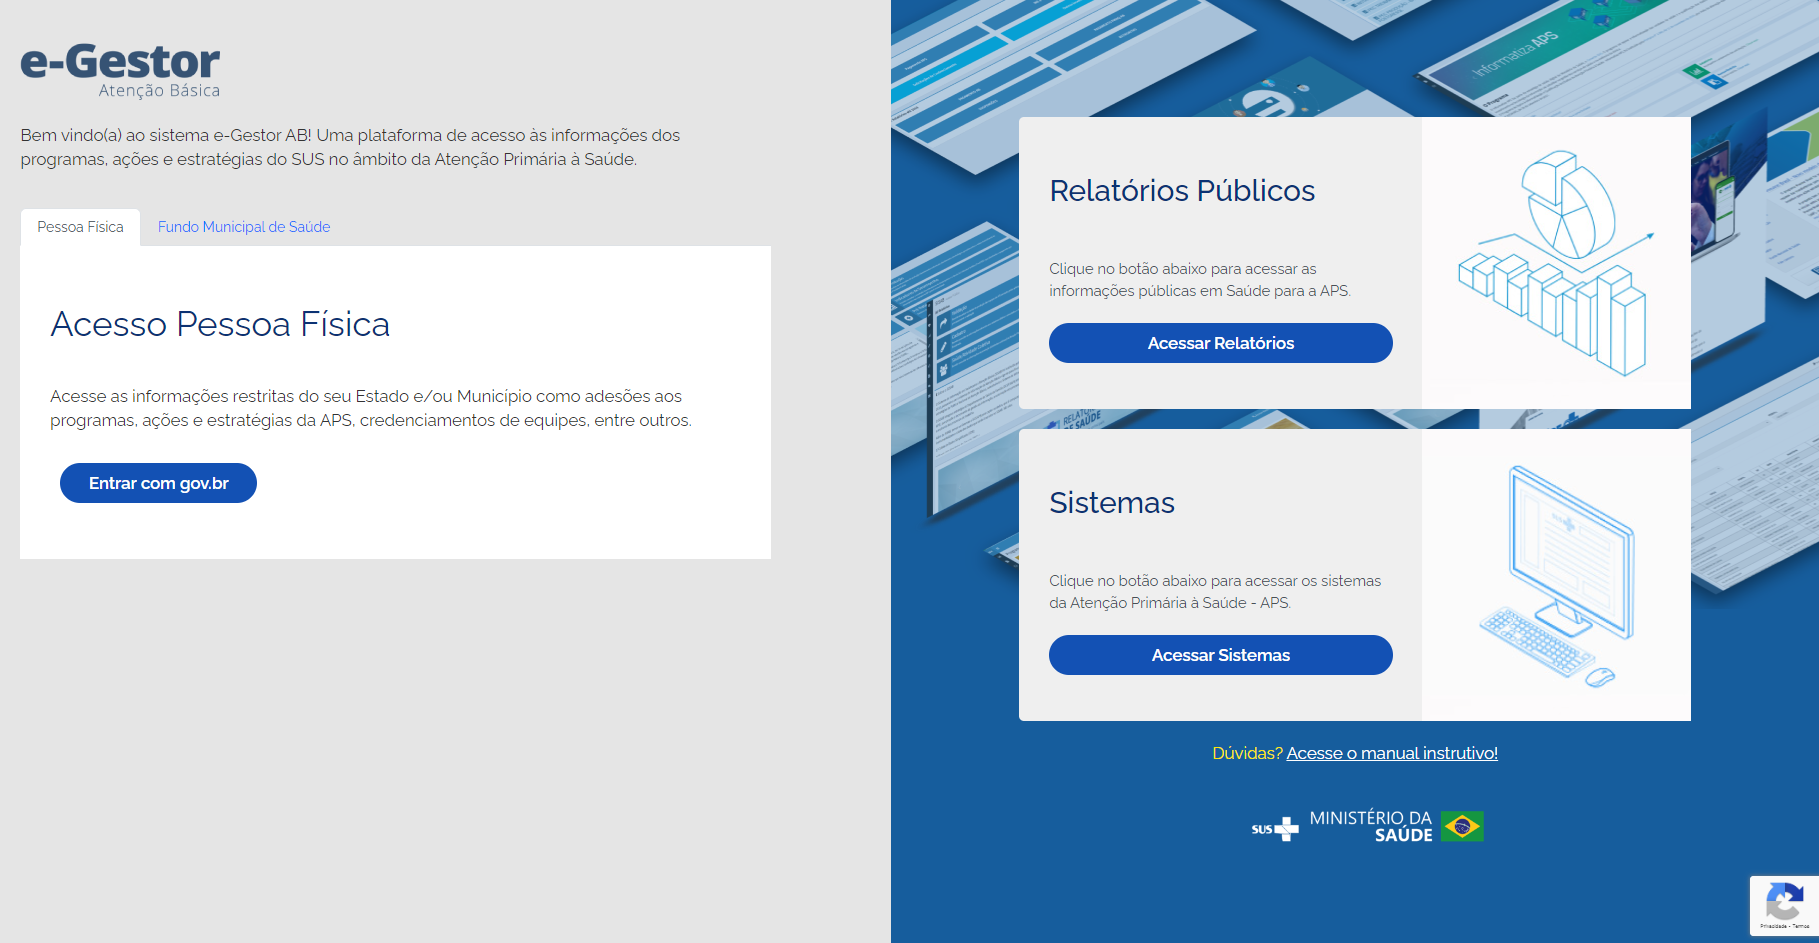 e-Gestor
Atenção Básica
Bem vindo(a) ao sistema e-Gestor AB! Uma plataforma de acesso às informações dos
programas, ações e estratégias do SUS no âmbito da Atenção Primária à Saúde.
Pessoa Física
Fundo Municipal de Saúde
Acesso Pessoa Física
Acesse as informações restritas do seu Estado e/ou Município como adesões aos
programas, ações e estratégias da APS, credenciamentos de equipes, entre outros.
Entrar com gov.br
Informatiza APS
O Programa
Relatórios Públicos
Clique no botão abaixo para acessar as
informações públicas em Saúde para a APS.
Acessar Relatórios
Sistemas
Clique no botão abaixo para acessar os sistemas
da Atenção Primária à Saúde - APS.
Acessar Sistemas
Dúvidas? Acesse o manual instrutivo!
SUS
MINISTÉRIO DA
SAÚDE
Privacidade - Termos